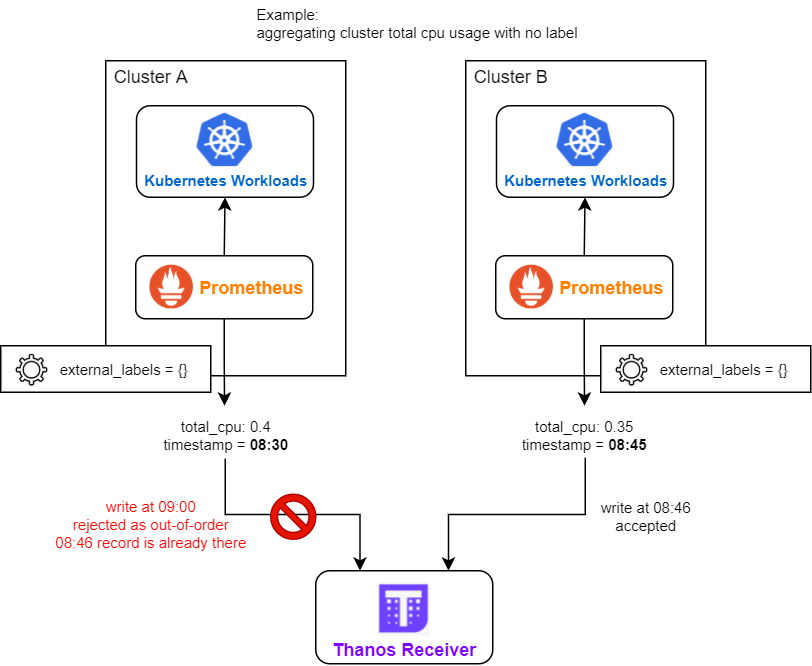 Example:
aggregating cluster total cpu usage with no label
Cluster A
Kubernetes Workloads
Prometheus
external_labels = {}
total_cpu: 0.4
timestamp = 08:30
write at 09:00
rejected as out-of-order
08:46 record is already there
Cluster B
Kubernetes Workloads
Prometheus
external_labels = {}
total_cpu: 0.35
timestamp = 08:45
write at 08:46
accepted
T
Thanos Receiver